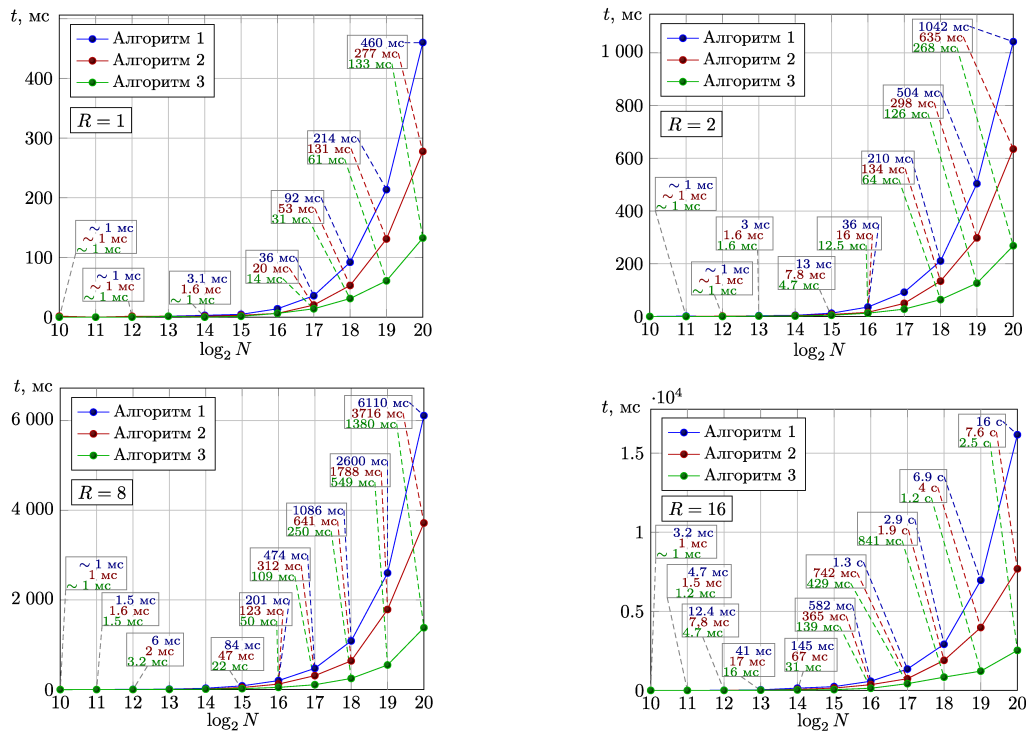 t, мс
Алгоритм 1
Алгоритм 2
Алгоритм 3
R = 1
460 мс
277 мс
133 мс
214 мс
131 мс
61 мс
92 мс
53 мс
31 мс
36 мс
20 мс
14 мс
3.1 мс
1.6 мс
∼ 1 мс
∼ 1 мс
∼ 1 мс
∼ 1 мс
∼ 1 мс
∼ 1 мс
∼ 1 мс
400
300
200
100
0
10 11 12 13 14 15 16 17 18 19 20
log₂ N
t, мс
Алгоритм 1
Алгоритм 2
Алгоритм 3
R = 2
1042 мс
635 мс
268 мс
504 мс
298 мс
126 мс
210 мс
134 мс
64 мс
36 мс
16 мс
12.5 мс
13 мс
7.8 мс
4.7 мс
3 мс
1.6 мс
1.6 мс
∼ 1 мс
∼ 1 мс
∼ 1 мс
∼ 1 мс
∼ 1 мс
∼ 1 мс
1 000
800
600
400
200
0
10 11 12 13 14 15 16 17 18 19 20
log₂ N
t, мс
Алгоритм 1
Алгоритм 2
Алгоритм 3
R = 8
6110 мс
3716 мс
1380 мс
2600 мс
1788 мс
549 мс
1086 мс
641 мс
250 мс
474 мс
312 мс
109 мс
201 мс
123 мс
50 мс
84 мс
47 мс
22 мс
6 мс
2 мс
3.2 мс
1.5 мс
1.6 мс
1.5 мс
∼ 1 мс
1 мс
∼ 1 мс
6 000
4 000
2 000
0
10 11 12 13 14 15 16 17 18 19 20
log₂ N
·10⁴
t, мс
Алгоритм 1
Алгоритм 2
Алгоритм 3
R = 16
16 с
7.6 с
2.5 с
6.9 с
4 с
1.2 с
2.9 с
1.9 с
841 мс
1.3 с
742 мс
429 мс
582 мс
365 мс
139 мс
145 мс
67 мс
31 мс
41 мс
17 мс
16 мс
12.4 мс
7.8 мс
4.7 мс
4.7 мс
1.5 мс
1.2 мс
3.2 мс
1 мс
∼ 1 мс
1.5
1
0.5
0
10 11 12 13 14 15 16 17 18 19 20
log₂ N